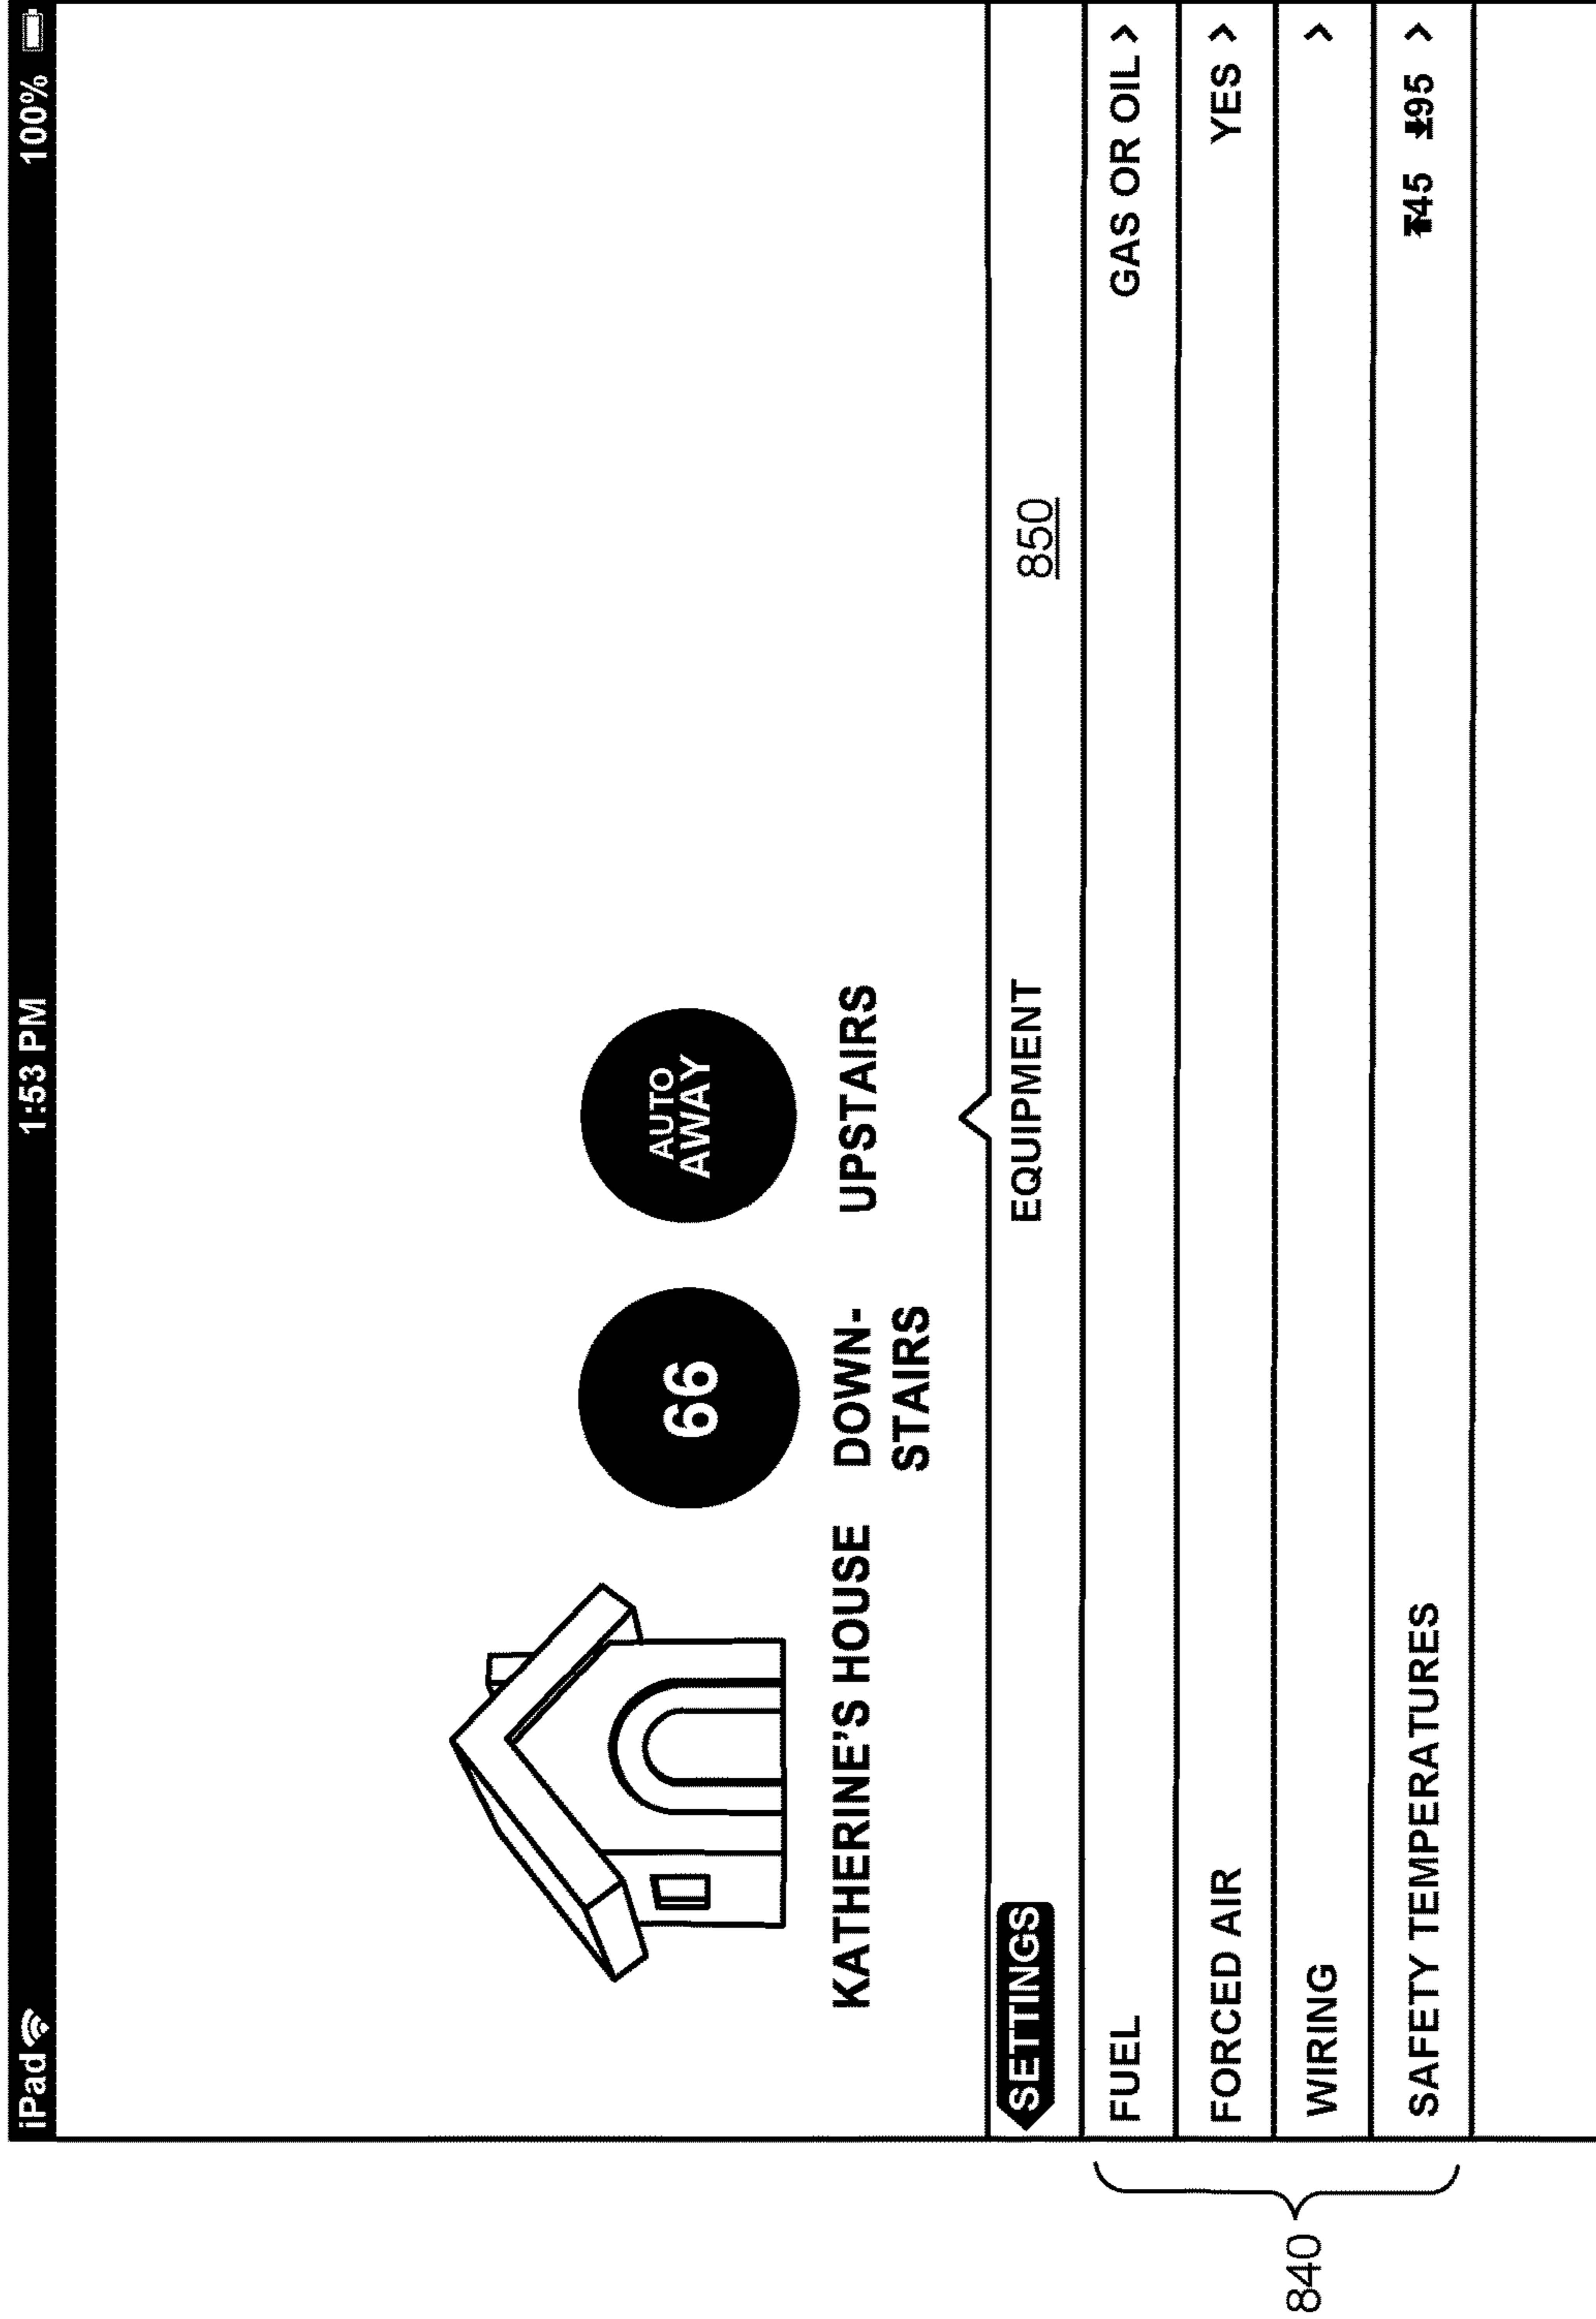 iPad 1:53 PM 100%
66
AUTO
AWAY
KATHERINE'S HOUSE DOWN-
STAIRS
UPSTAIRS
SETTINGS EQUIPMENT 850
FUEL GAS OR OIL >
FORCED AIR YES >
WIRING >
SAFETY TEMPERATURES 45 95 >
840